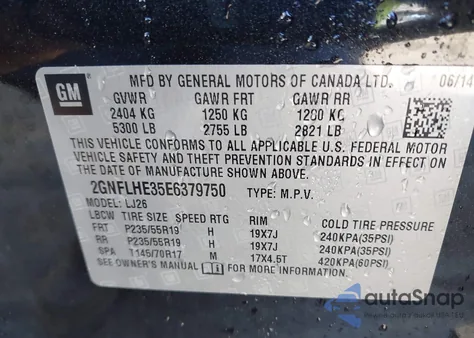 GM
MFD BY GENERAL MOTORS OF CANADA LTD. 06/14
GVWR GAWR FRT GAWR RR
2404 KG 1250 KG 1280 KG
5300 LB 2755 LB 2821 LB
THIS VEHICLE CONFORMS TO ALL APPLICABLE U.S. FEDERAL MOTOR
VEHICLE SAFETY AND THEFT PREVENTION STANDARDS IN EFFECT ON THE
DATE OF MANUFACTURE SHOWN ABOVE.
2GNFLHE35E6379750 TYPE: M.P.V.
MODEL: LJ26
LBCW TIRE SIZE SPEED RTG RIM COLD TIRE PRESSURE
FRT P235/55R19 H 19X7J 240KPA(35PSI)
RR P235/55R19 H 19X7J 240KPA(35PSI)
SPA T145/70R17 M 17X4.5T 420KPA(60PSI)
SEE OWNER'S MANUAL FOR MORE INFORMATION.
autoSnap